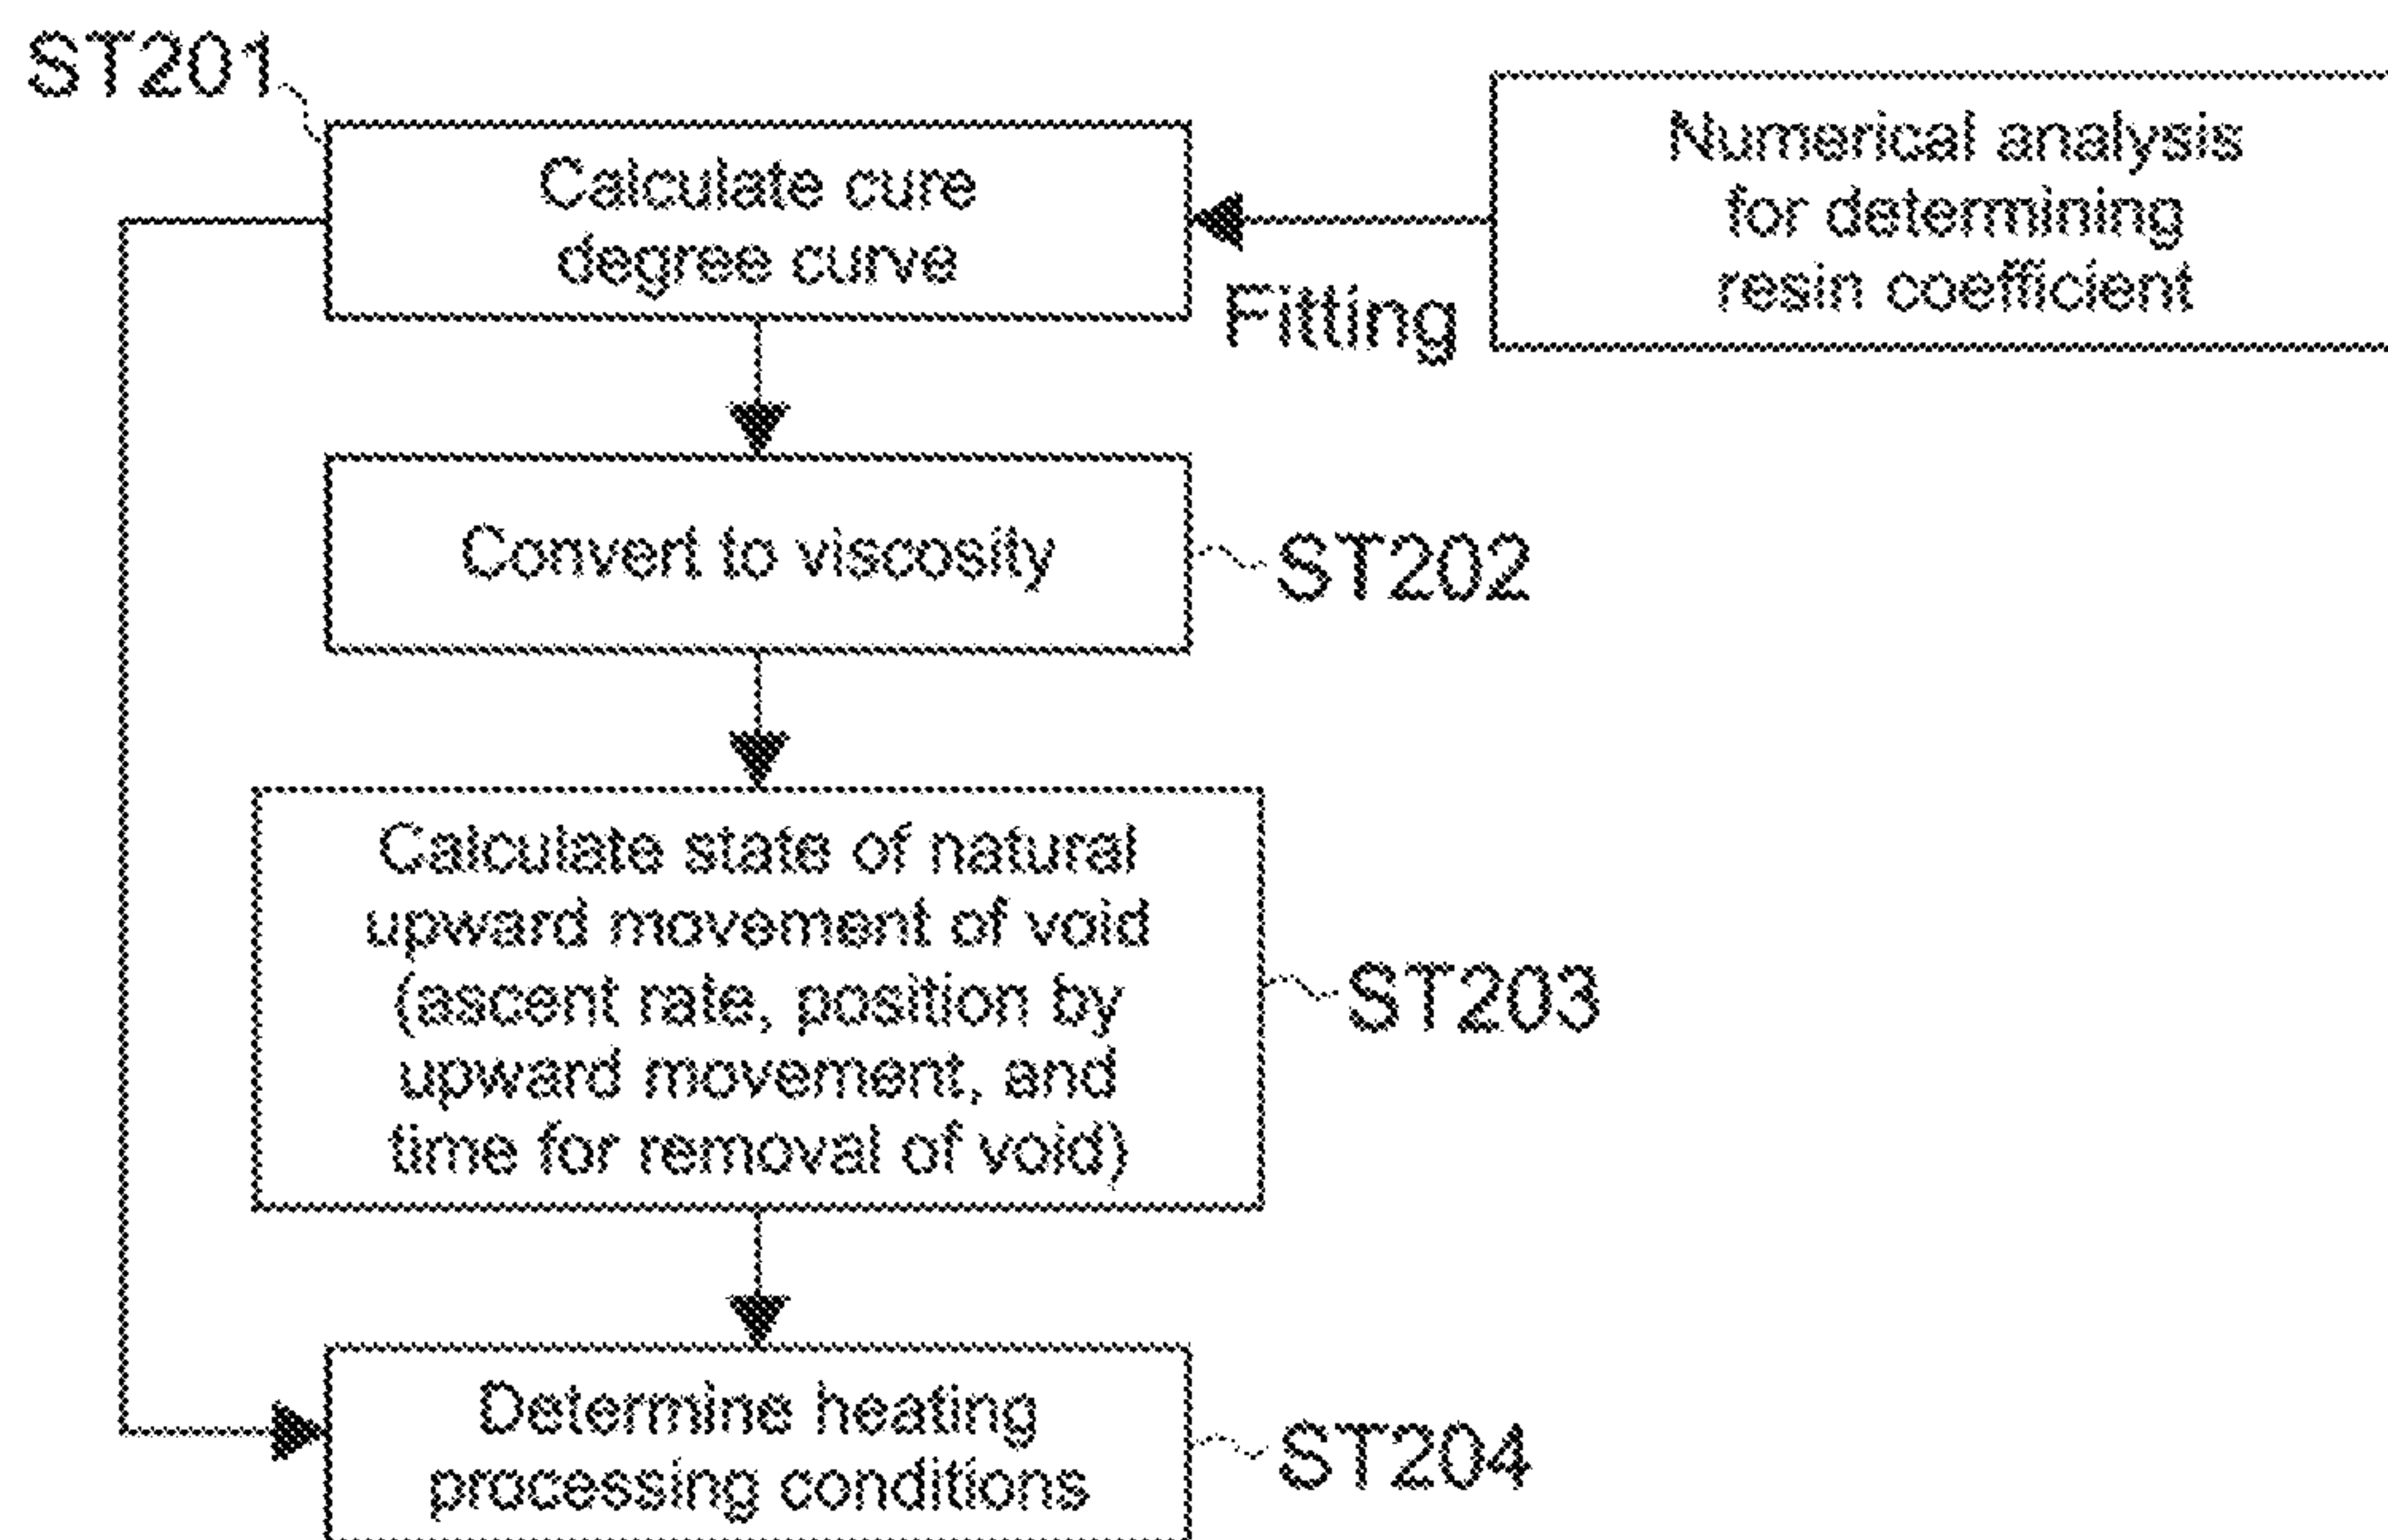 ST201
Calculate cure
degree curve
Numerical analysis
for determining
resin coefficient
Fitting
Convert to viscosity
ST202
Calculate state of natural
upward movement of void
(ascent rate, position by
upward movement, and
time for removal of void)
ST203
Determine heating
processing conditions
ST204